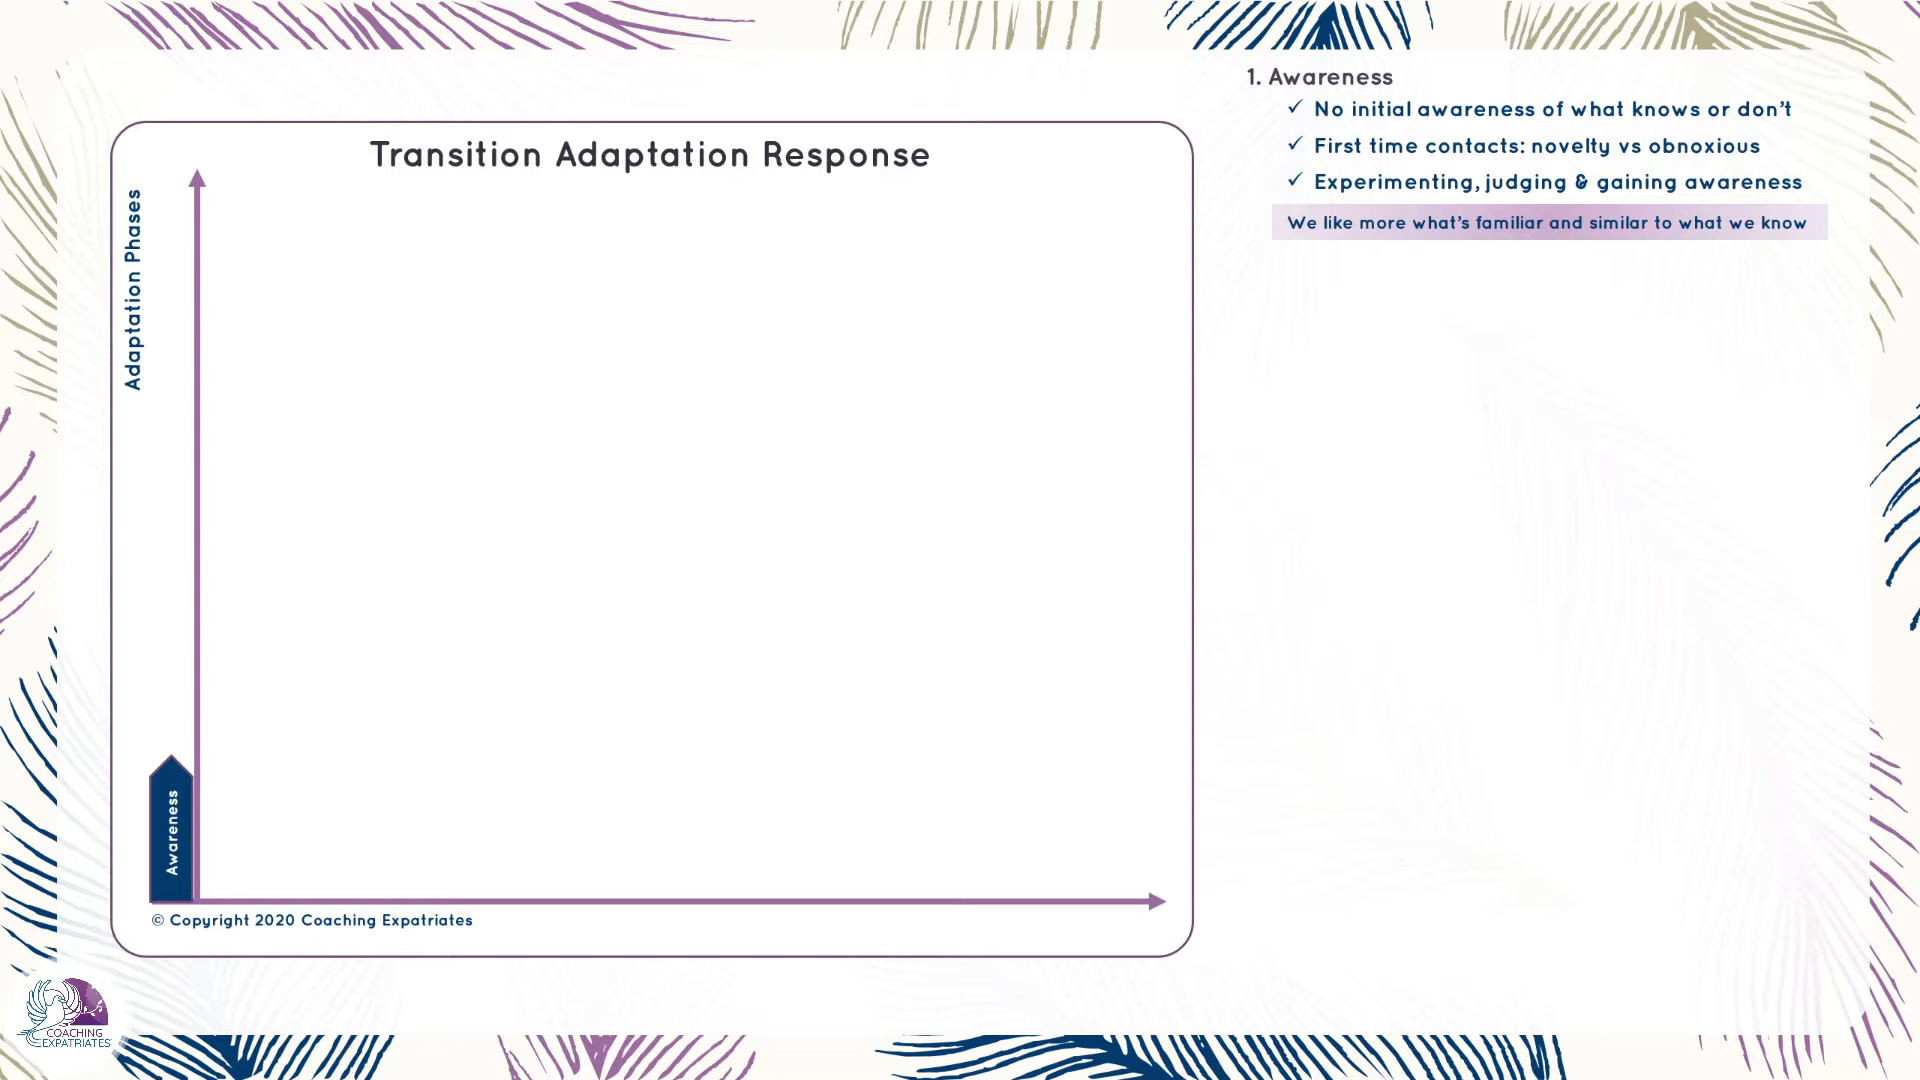 Transition Adaptation Response
Adaptation Phases
Awareness
© Copyright 2020 Coaching Expatriates
1. Awareness
✓ No initial awareness of what knows or don't
✓ First time contacts: novelty vs obnoxious
✓ Experimenting, judging & gaining awareness
We like more what's familiar and similar to what we know
COACHING
EXPATRIATES